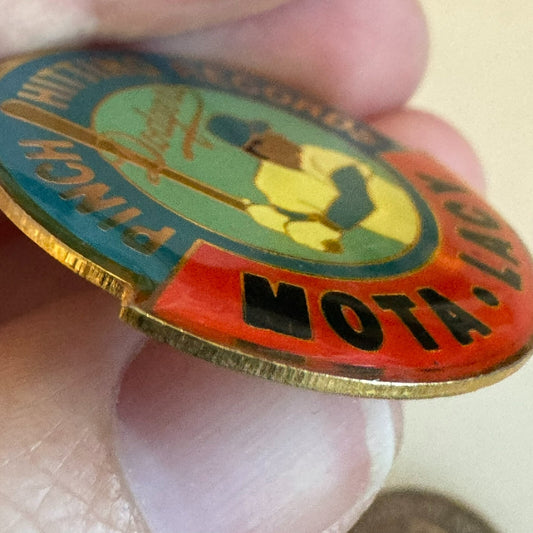 PINCH HITTING RECORDS
Dodgers
MOTA • LACY